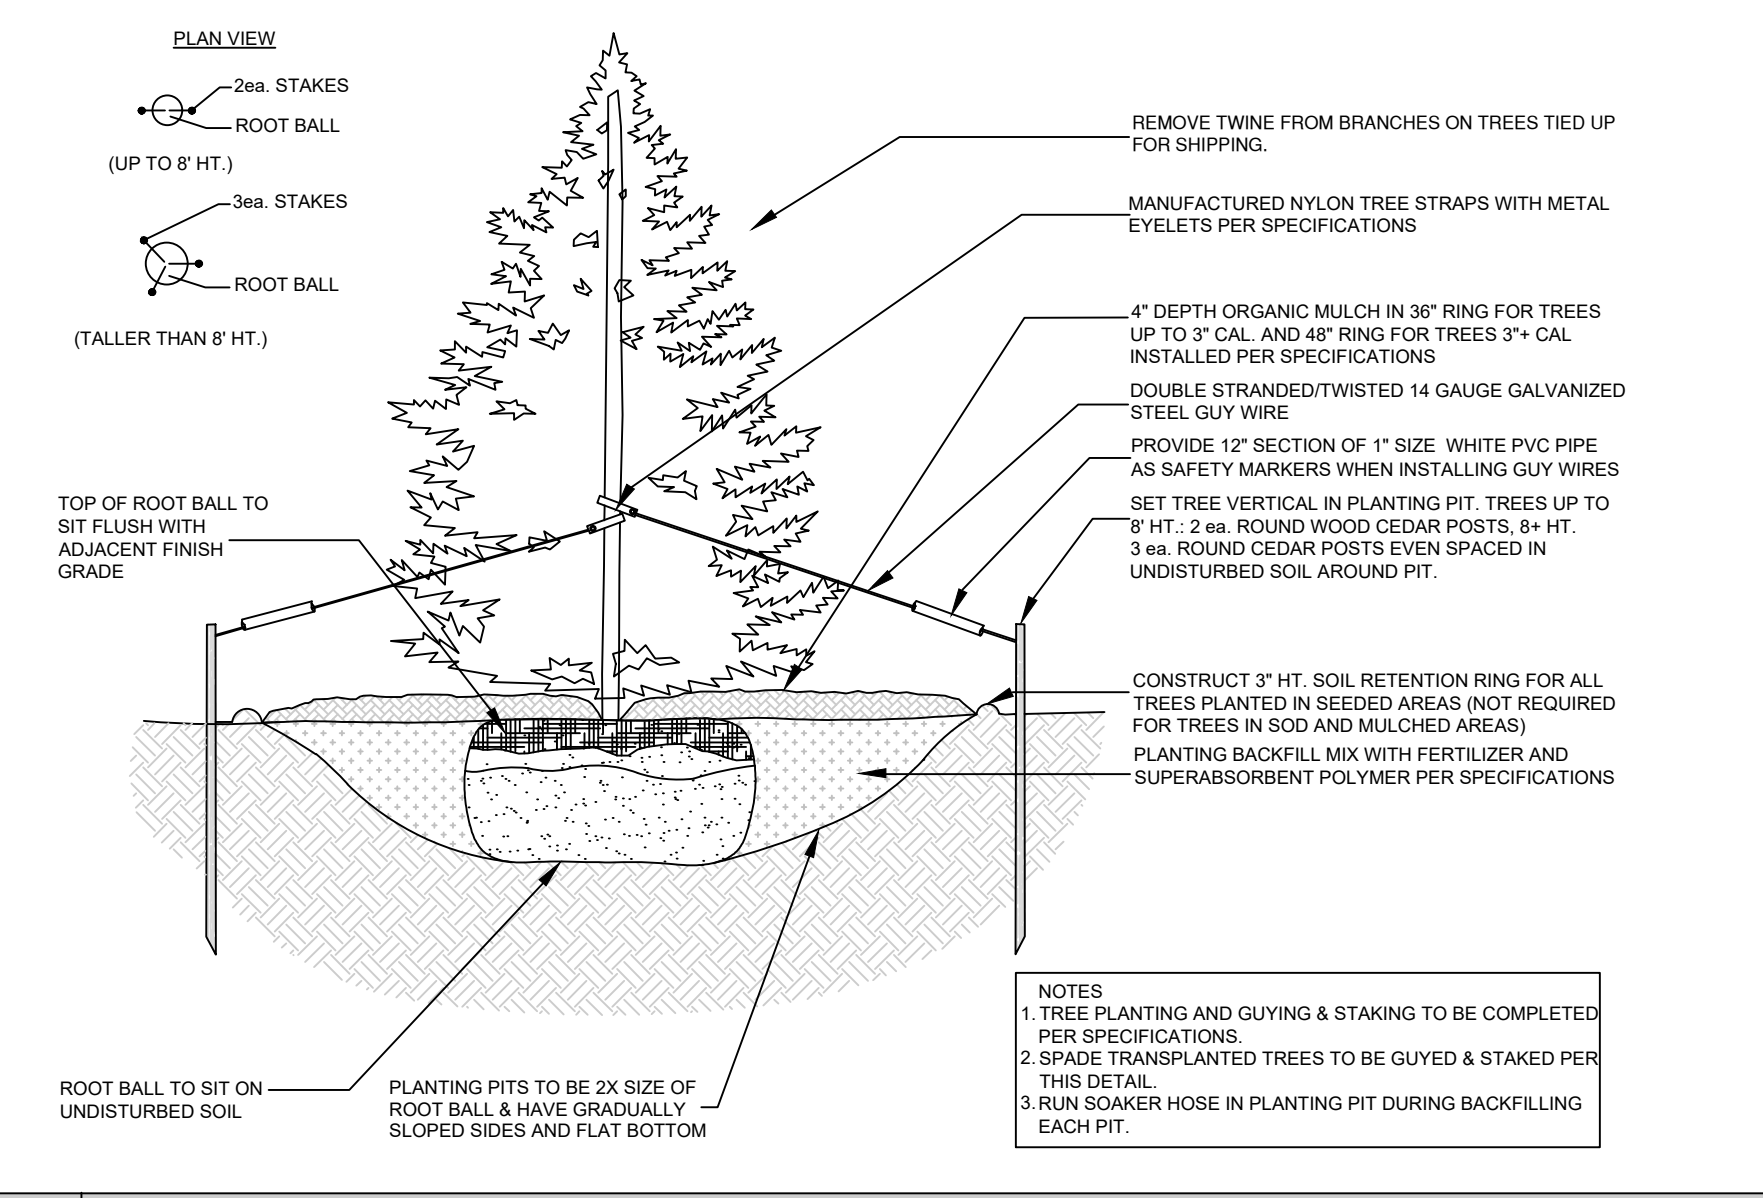 PLAN VIEW
2ea. STAKES
ROOT BALL
(UP TO 8' HT.)
3ea. STAKES
ROOT BALL
(TALLER THAN 8' HT.)
REMOVE TWINE FROM BRANCHES ON TREES TIED UP
FOR SHIPPING.
MANUFACTURED NYLON TREE STRAPS WITH METAL
EYELETS PER SPECIFICATIONS
4" DEPTH ORGANIC MULCH IN 36" RING FOR TREES
UP TO 3" CAL. AND 48" RING FOR TREES 3"+ CAL
INSTALLED PER SPECIFICATIONS
DOUBLE STRANDED/TWISTED 14 GAUGE GALVANIZED
STEEL GUY WIRE
PROVIDE 12" SECTION OF 1" SIZE WHITE PVC PIPE
AS SAFETY MARKERS WHEN INSTALLING GUY WIRES
SET TREE VERTICAL IN PLANTING PIT. TREES UP TO
8' HT.: 2 ea. ROUND WOOD CEDAR POSTS, 8+ HT.
3 ea. ROUND CEDAR POSTS EVEN SPACED IN
UNDISTURBED SOIL AROUND PIT.
TOP OF ROOT BALL TO
SIT FLUSH WITH
ADJACENT FINISH
GRADE
CONSTRUCT 3" HT. SOIL RETENTION RING FOR ALL
TREES PLANTED IN SEEDED AREAS (NOT REQUIRED
FOR TREES IN SOD AND MULCHED AREAS)
PLANTING BACKFILL MIX WITH FERTILIZER AND
SUPERABSORBENT POLYMER PER SPECIFICATIONS
ROOT BALL TO SIT ON
UNDISTURBED SOIL
PLANTING PITS TO BE 2X SIZE OF
ROOT BALL & HAVE GRADUALLY
SLOPED SIDES AND FLAT BOTTOM
NOTES
1. TREE PLANTING AND GUYING & STAKING TO BE COMPLETED
PER SPECIFICATIONS.
2. SPADE TRANSPLANTED TREES TO BE GUYED & STAKED PER
THIS DETAIL.
3. RUN SOAKER HOSE IN PLANTING PIT DURING BACKFILLING
EACH PIT.